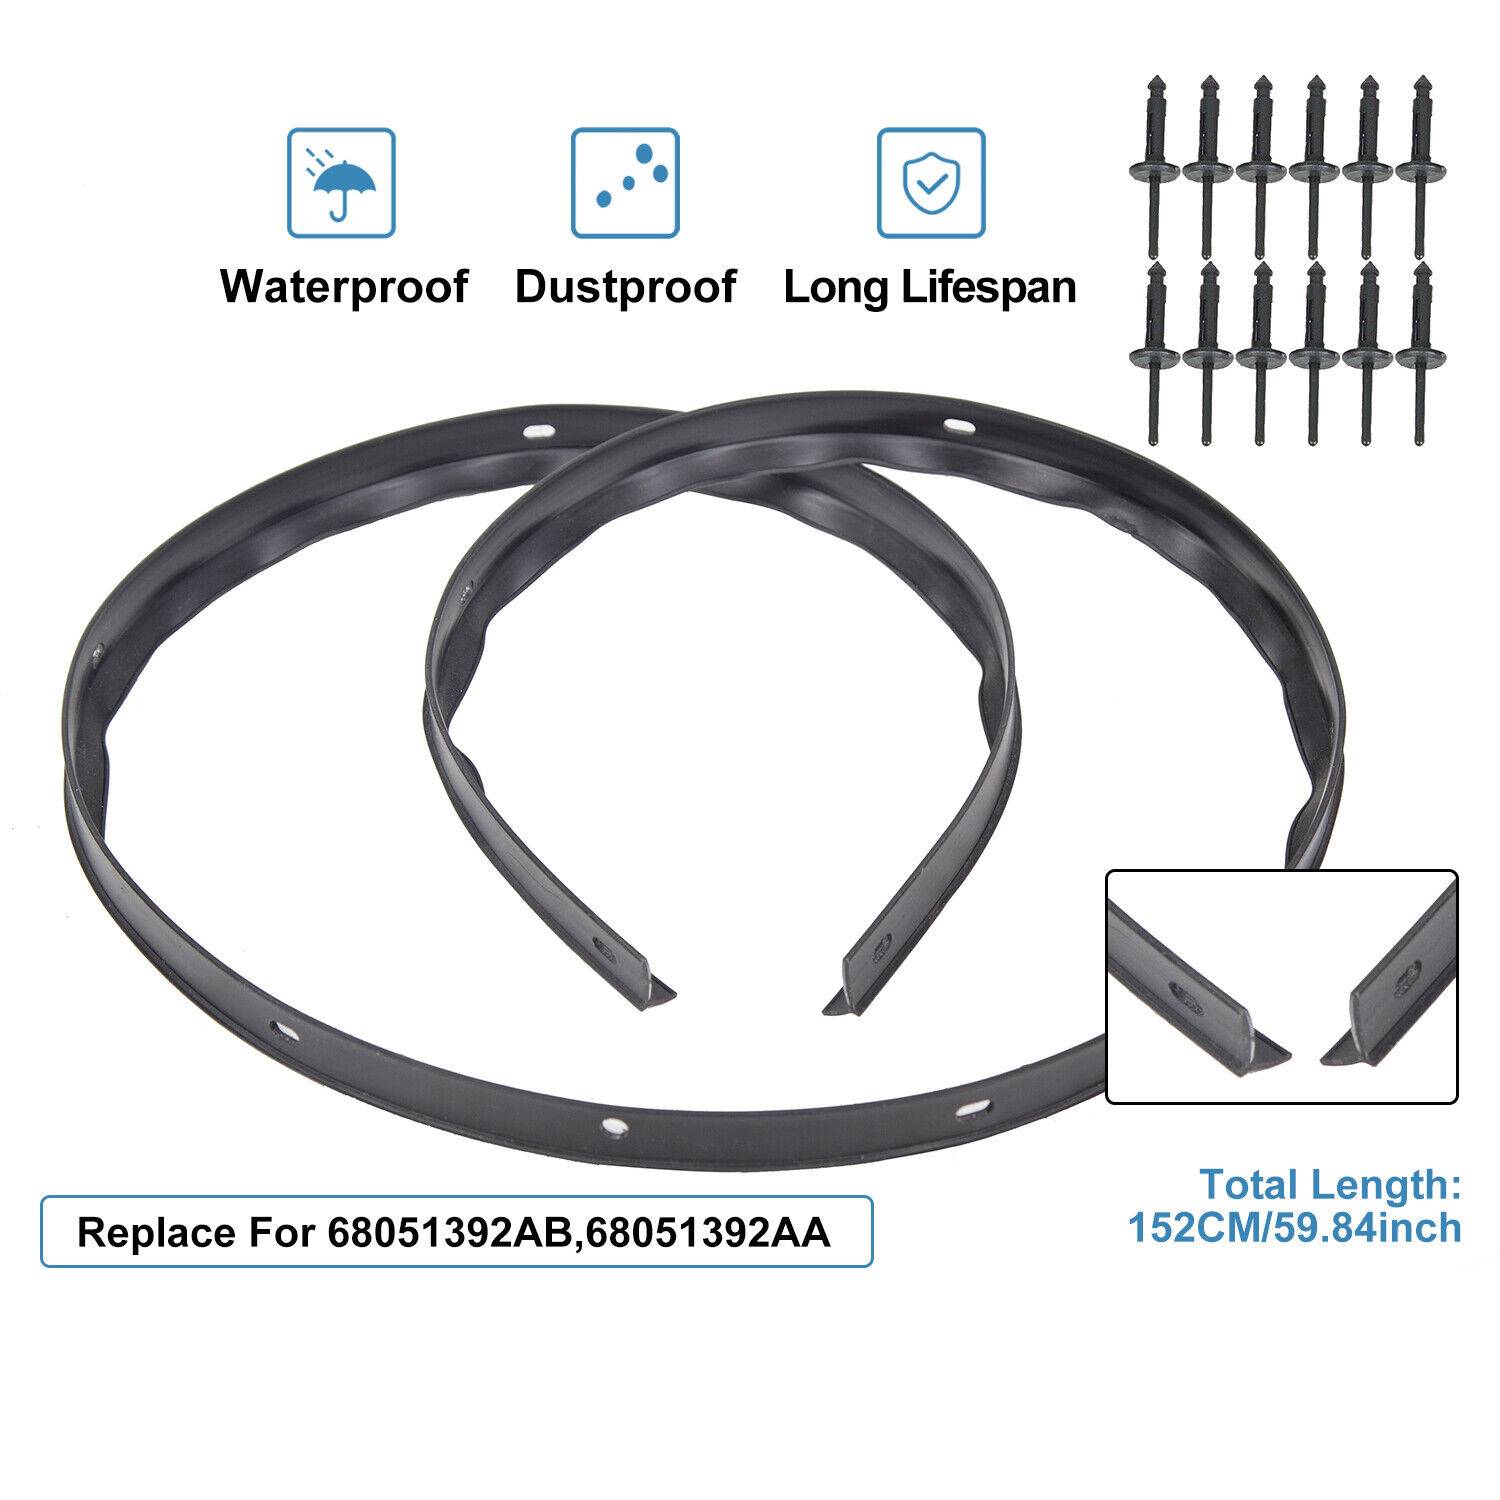 Waterproof
Dustproof
Long Lifespan
Replace For 68051392AB,68051392AA
Total Length:
152CM/59.84inch